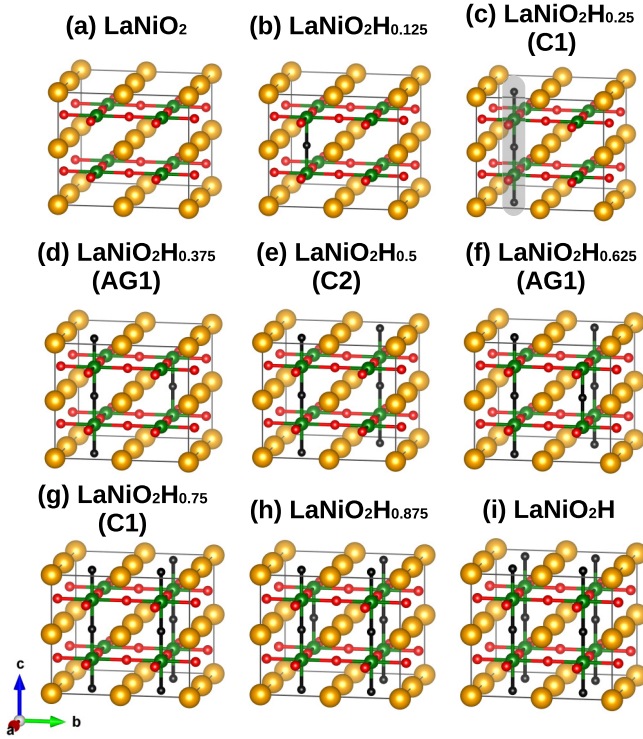 (a) LaNiO₂
(b) LaNiO₂H₀.₁₂₅
(c) LaNiO₂H₀.₂₅
(C1)
(d) LaNiO₂H₀.₃₇₅
(AG1)
(e) LaNiO₂H₀.₅
(C2)
(f) LaNiO₂H₀.₆₂₅
(AG1)
(g) LaNiO₂H₀.₇₅
(C1)
(h) LaNiO₂H₀.₈₇₅
(i) LaNiO₂H
c
b
a